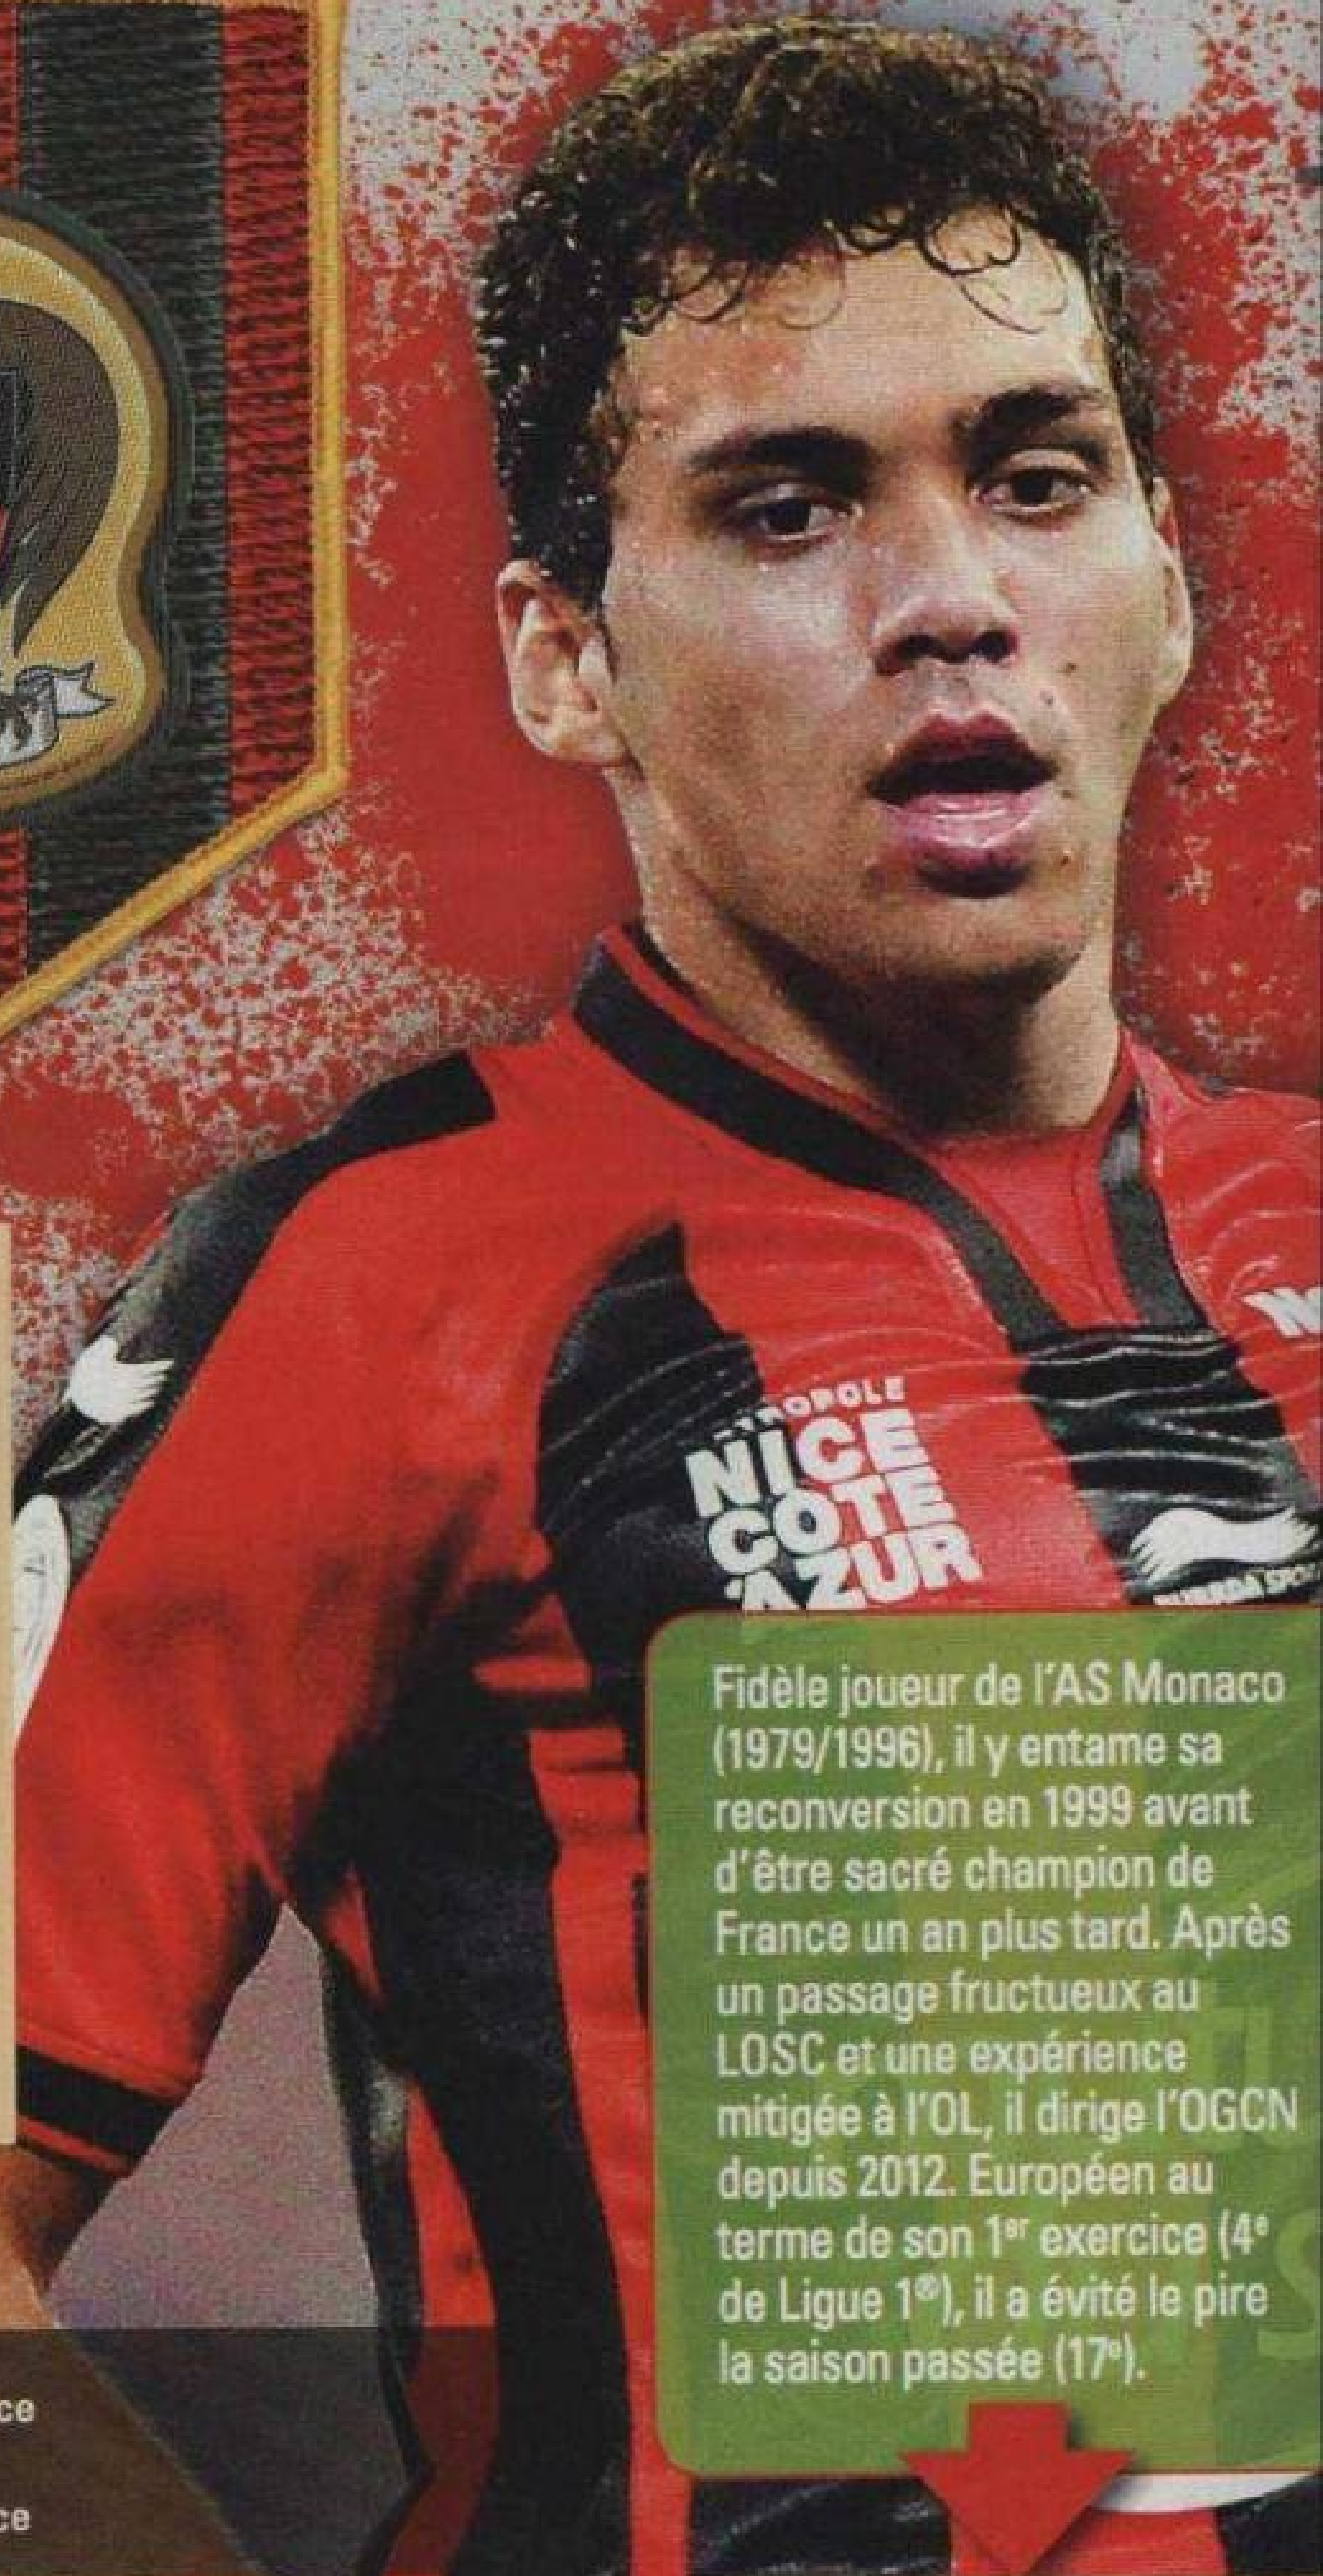 MÉTROPOLE
NICE
COTE
D'AZUR
Fidèle joueur de l'AS Monaco
(1979/1996), il y entame sa
reconversion en 1999 avant
d'être sacré champion de
France un an plus tard. Après
un passage fructueux au
LOSC et une expérience
mitigée à l'OL, il dirige l'OGCN
depuis 2012. Européen au
terme de son 1er exercice (4e
de Ligue 1®), il a évité le pire
la saison passée (17e).
ce
ce